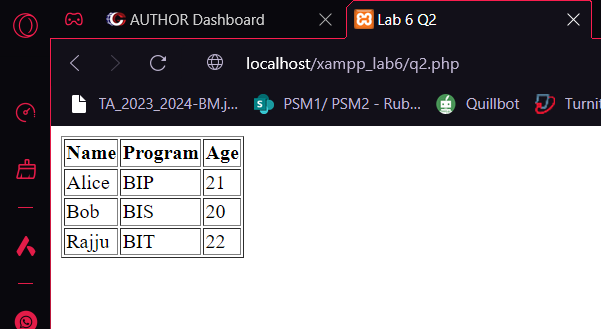 AUTHOR Dashboard
Lab 6 Q2
localhost/xampp_lab6/q2.php
TA_2023_2024-BM.j...
PSM1/ PSM2 - Rub...
Quillbot
Turnit
Name Program Age
Alice BIP 21
Bob BIS 20
Rajju BIT 22